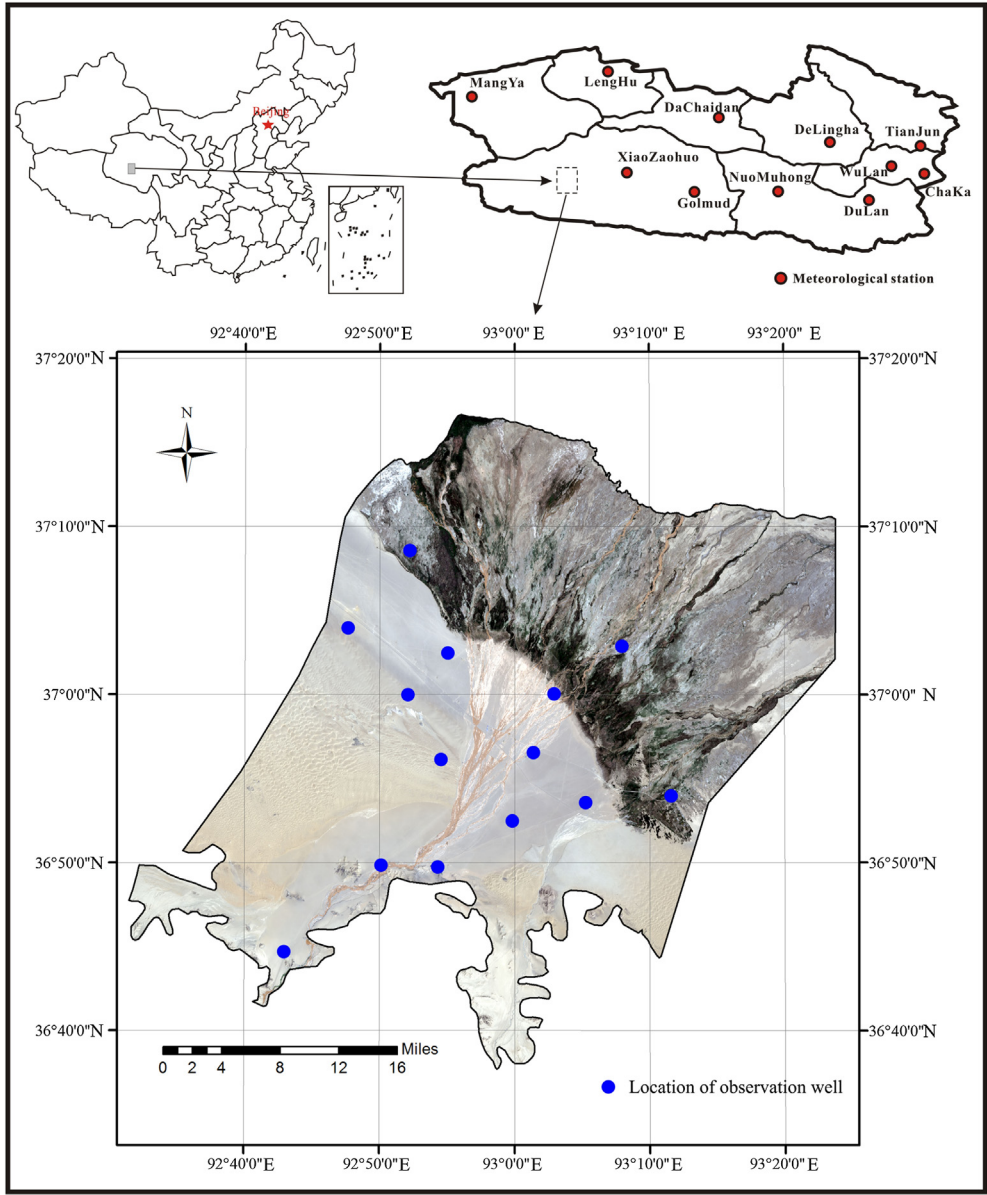 Beijing
MangYa
LengHu
DaChaidan
DeLingha
TianJun
XiaoZaohuo
NuoMuhong
WuLan
ChaKa
Golmud
DuLan
Meteorological station
92°40'0"E 92°50'0"E 93°0'0"E 93°10'0"E 93°20'0"E
37°20'0"N 37°20'0"N
N
37°10'0"N 37°10'0"N
37°0'0"N 37°0'0" N
36°50'0"N 36°50'0"N
36°40'0"N 36°40'0"N
Miles
0 2 4 8 12 16
Location of observation well
92°40'0"E 92°50'0"E 93°0'0"E 93°10'0"E 93°20'0"E